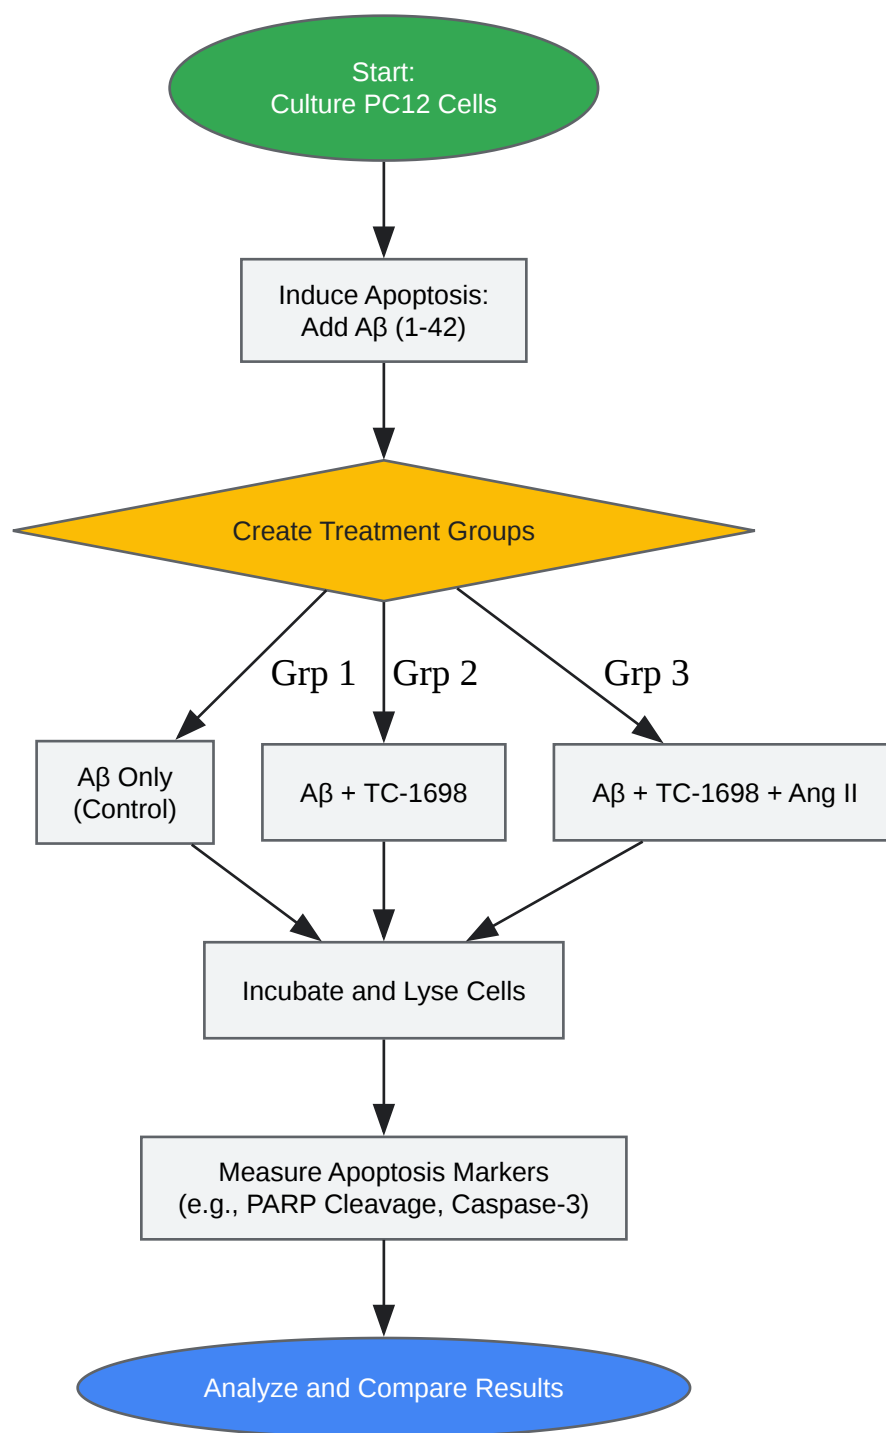 Start:
Culture PC12 Cells
Induce Apoptosis:
Add Aβ (1-42)
Create Treatment Groups
Grp 1
Grp 2
Grp 3
Aβ Only
(Control)
Aβ + TC-1698
Aβ + TC-1698 + Ang II
Incubate and Lyse Cells
Measure Apoptosis Markers
(e.g., PARP Cleavage, Caspase-3)
Analyze and Compare Results